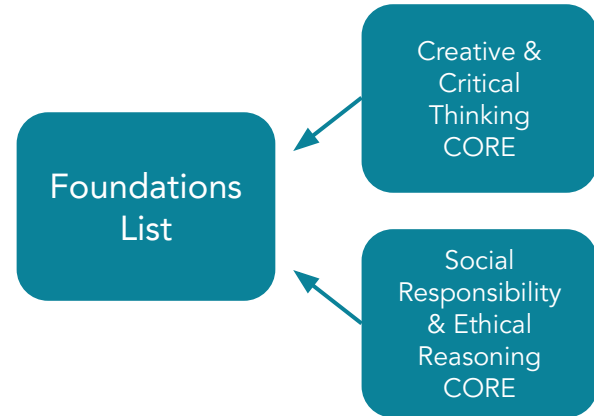 Foundations
List
Creative &
Critical
Thinking
CORE
Social
Responsibility
& Ethical
Reasoning
CORE